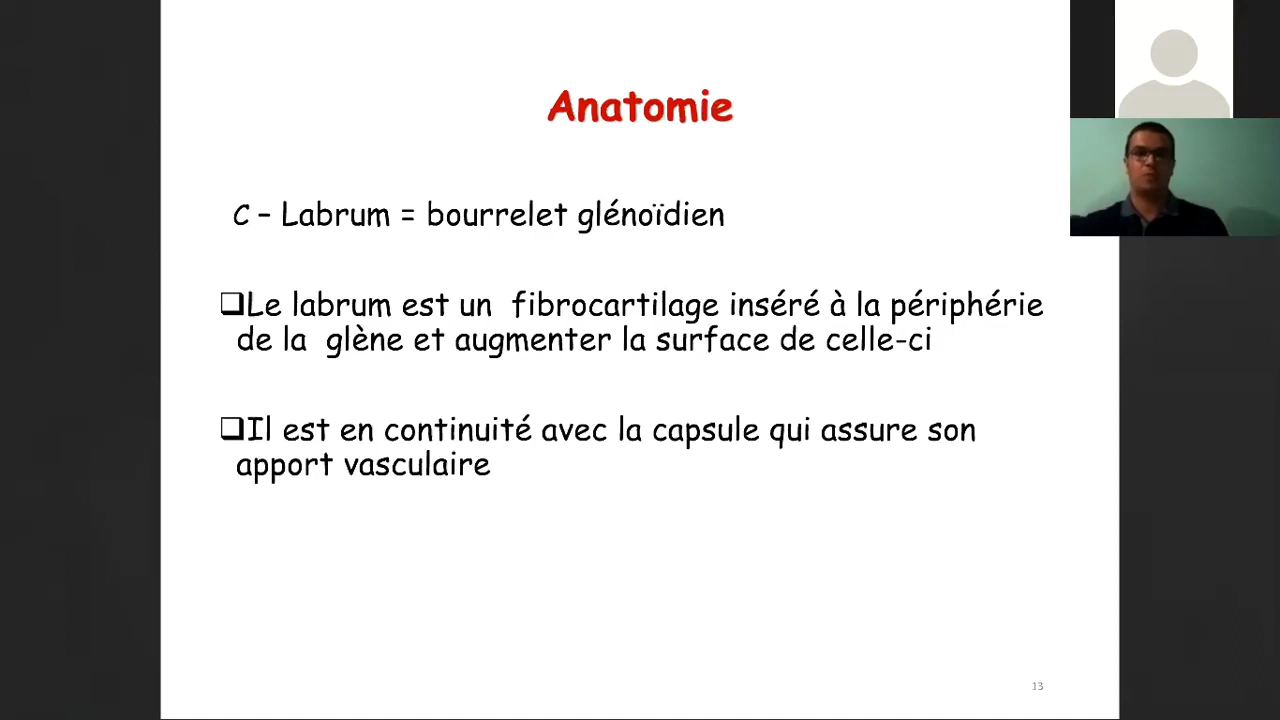 Anatomie
C – Labrum = bourrelet glénoïdien
❑Le labrum est un fibrocartilage inséré à la périphérie
de la glène et augmenter la surface de celle-ci
❑Il est en continuité avec la capsule qui assure son
apport vasculaire
13